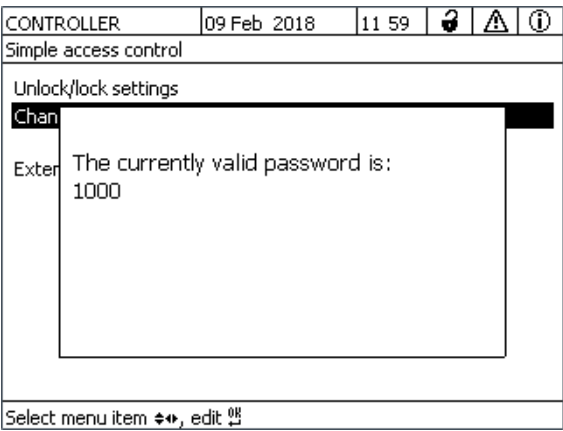 CONTROLLER 09 Feb 2018 11 59
Simple access control
Unlock/lock settings
Chan
The currently valid password is:
Exter
1000
Select menu item , edit OK